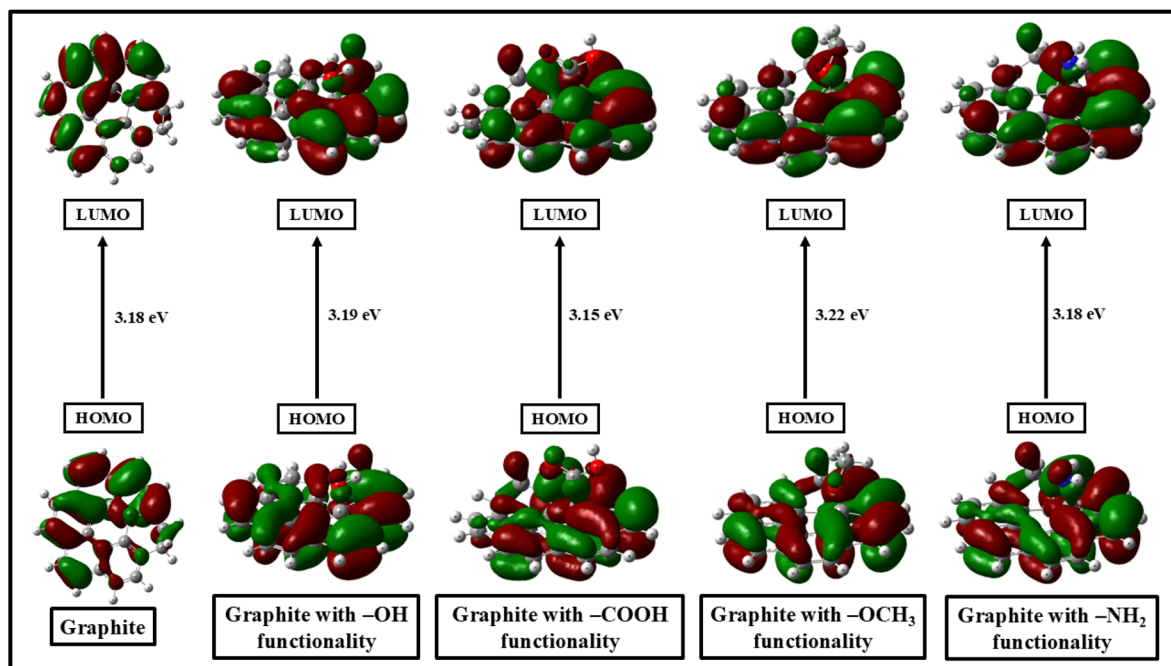 LUMO
LUMO
LUMO
LUMO
LUMO
3.18 eV
3.19 eV
3.15 eV
3.22 eV
3.18 eV
HOMO
HOMO
HOMO
HOMO
HOMO
Graphite
Graphite with –OH
functionality
Graphite with –COOH
functionality
Graphite with –OCH₃
functionality
Graphite with –NH₂
functionality